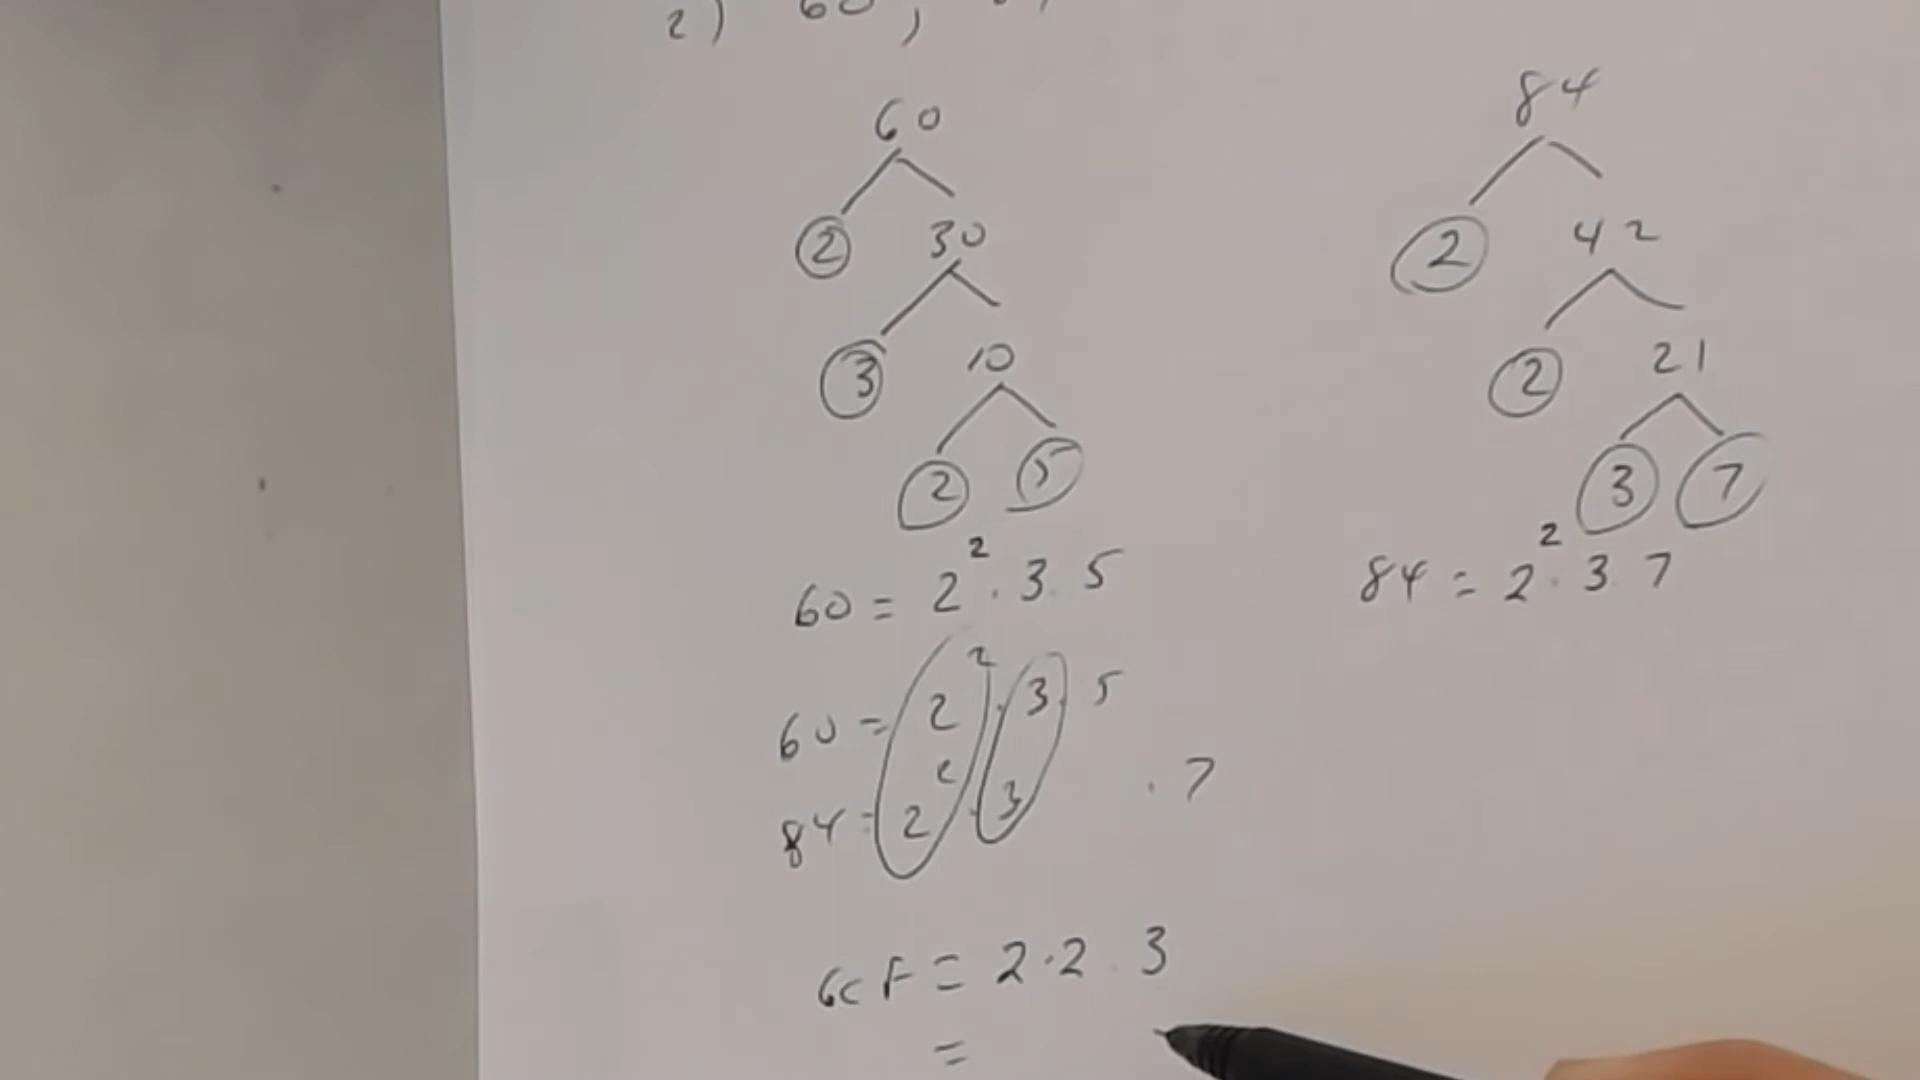 2) 60,
60
84
2 30
2 42
3 10
2 21
2 5
3 7
60 = 2² · 3 · 5
84 = 2² · 3 · 7
60 = 2² · 3 · 5
84 = 2² · 3 · 7
GCF = 2 · 2 · 3
=